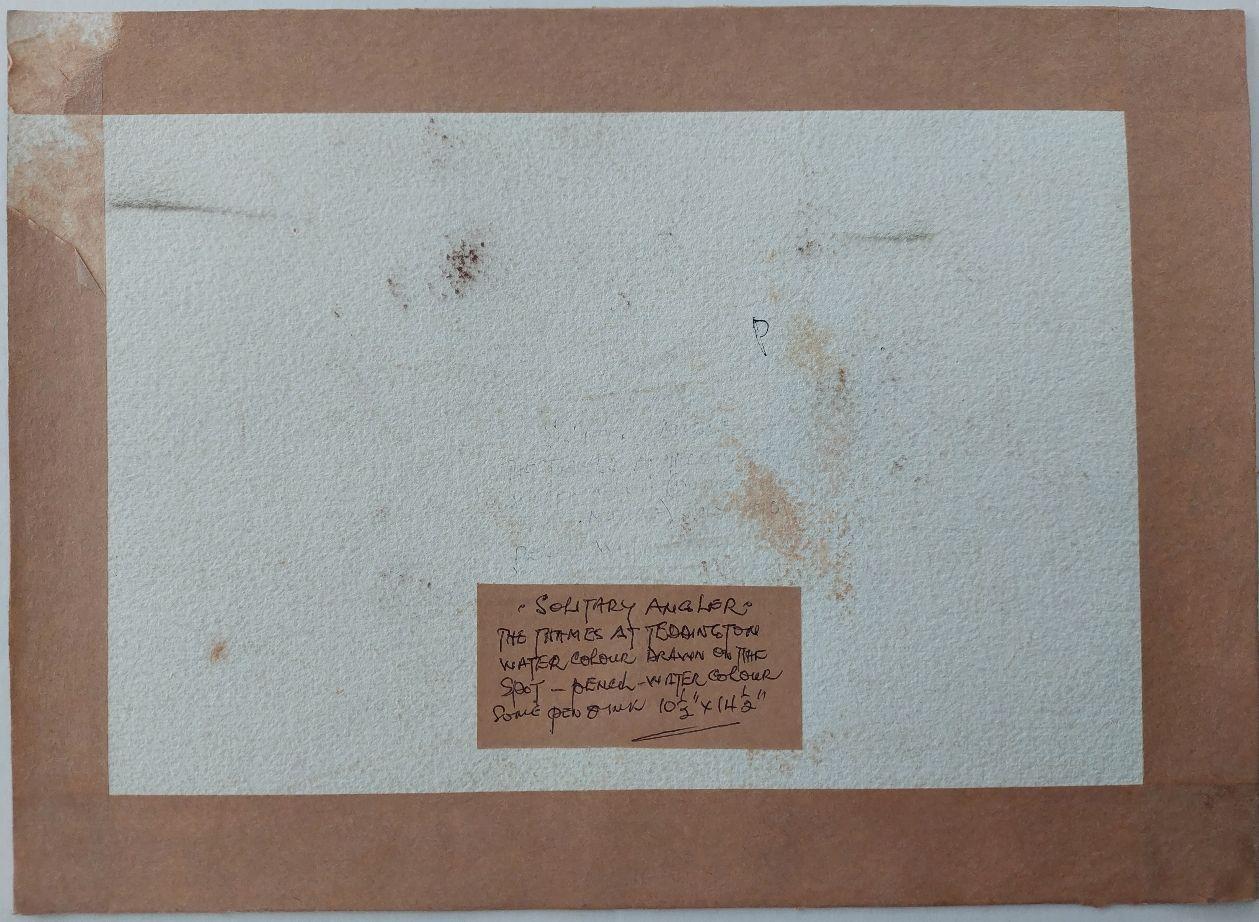 P
"SOLITARY ANGLER"
THE THAMES AT TEDDINGTON
WATER COLOUR DRAWN ON THE
SPOT – PENCIL – WATER COLOUR
SOME PEN & INK 10½" X 14½"